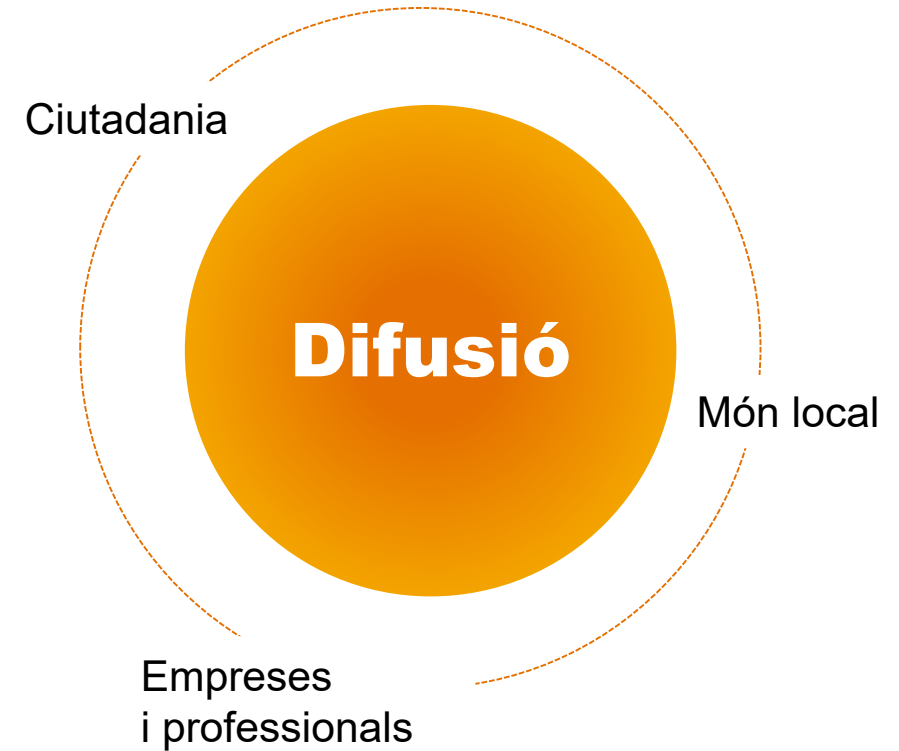 Ciutadania
Difusió
Món local
Empreses
i professionals